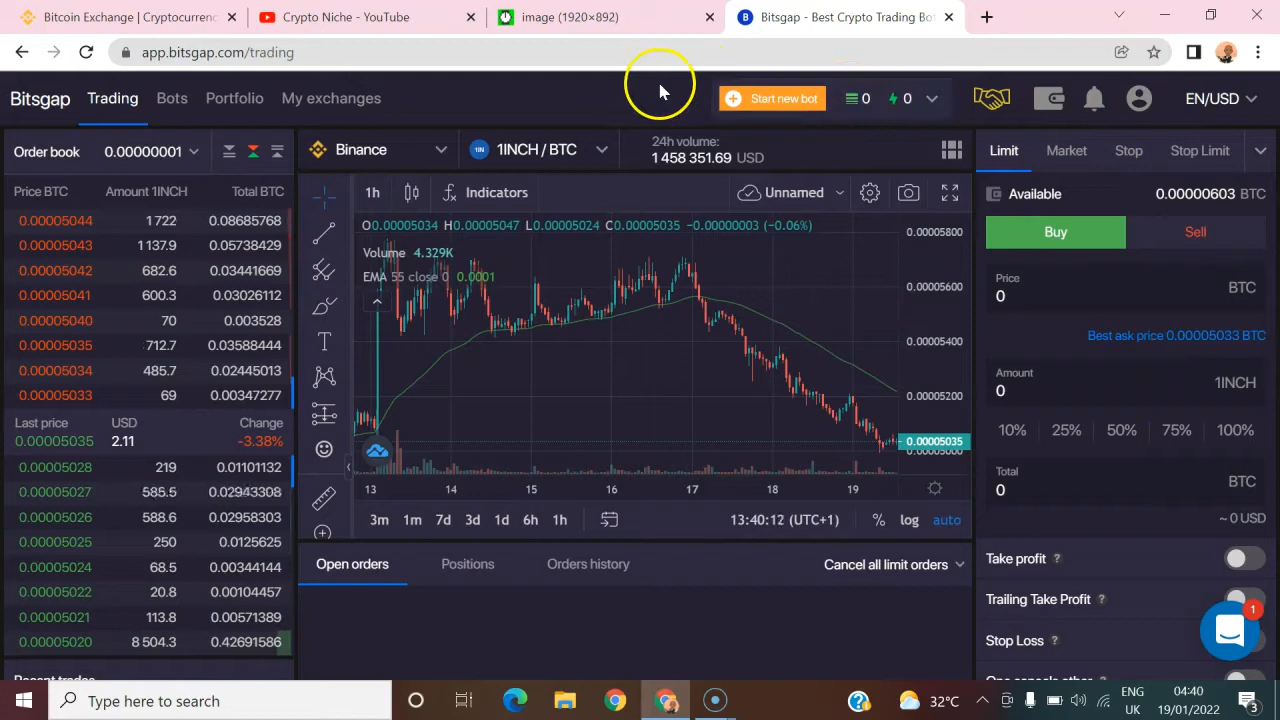 Bitcoin Exchange | Cryptocurrenc
Crypto Niche - YouTube
image (1920×892)
Bitsgap - Best Crypto Trading Bot
app.bitsgap.com/trading
Bitsgap
Trading
Bots
Portfolio
My exchanges
Start new bot
0
0
EN/USD
Order book
0.00000001
Price BTC
Amount 1INCH
Total BTC
0.00005044 1 722 0.08685768
0.00005043 1 137.9 0.05738429
0.00005042 682.6 0.03441669
0.00005041 600.3 0.03026112
0.00005040 70 0.003528
0.00005035 712.7 0.03588444
0.00005034 485.7 0.02445013
0.00005033 69 0.00347277
Last price USD Change
0.00005035 2.11 -3.38%
0.00005028 219 0.01101132
0.00005027 585.5 0.02943308
0.00005026 588.6 0.02958303
0.00005025 250 0.0125625
0.00005024 68.5 0.00344144
0.00005022 20.8 0.00104457
0.00005021 113.8 0.00571389
0.00005020 8 504.3 0.42691586
Binance
1INCH / BTC
24h volume:
1 458 351.69 USD
1h
Indicators
Unnamed
O0.00005034 H0.00005047 L0.00005024 C0.00005035 -0.00000003 (-0.06%)
Volume 4.329K
EMA 55 close 0 0.0001
0.00005800
0.00005600
0.00005400
0.00005200
0.00005035
13 14 15 16 17 18 19
3m 1m 7d 3d 1d 6h 1h
13:40:12 (UTC+1)
% log auto
Open orders
Positions
Orders history
Cancel all limit orders
Limit
Market
Stop
Stop Limit
Available
0.00000603 BTC
Buy
Sell
Price
0
BTC
Best ask price 0.00005033 BTC
Amount
0
1INCH
10% 25% 50% 75% 100%
Total
0
BTC
~ 0 USD
Take profit ?
Trailing Take Profit ?
Stop Loss ?
1
Type here to search
32°C
ENG
UK
04:40
19/01/2022
3